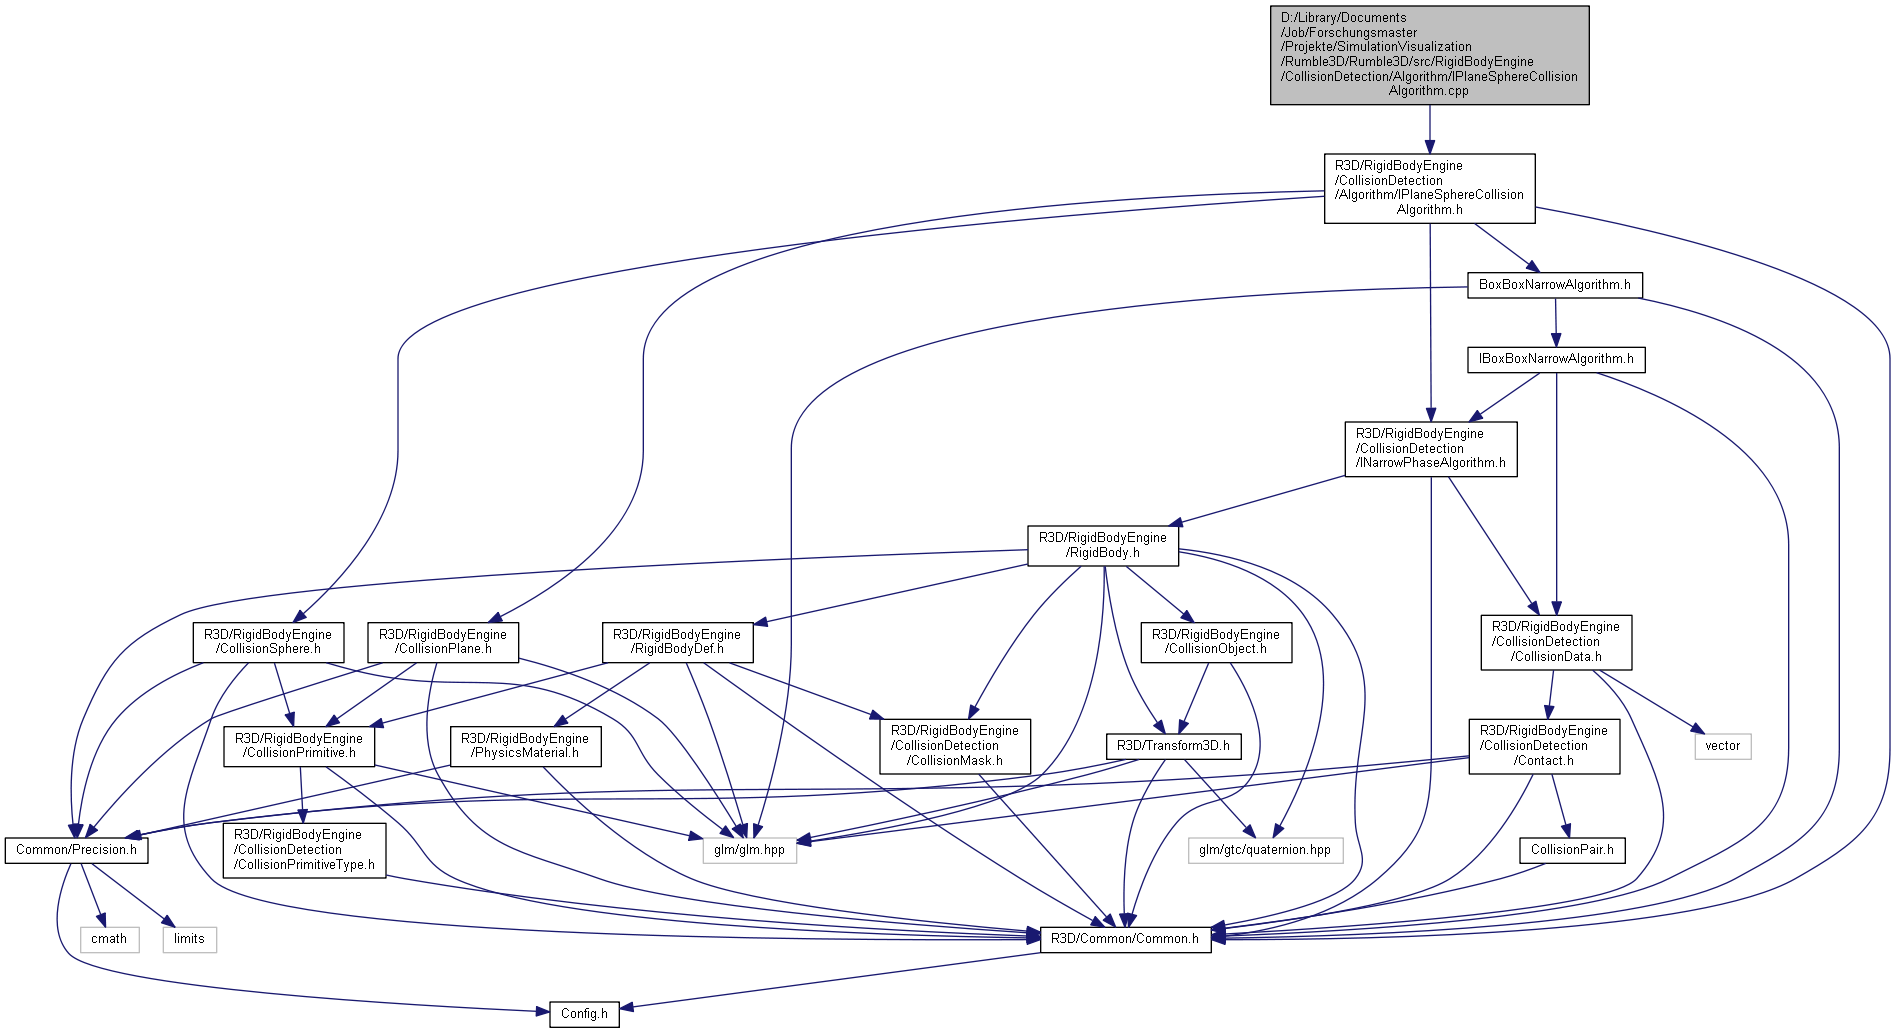 D:/Library/Documents
/Job/Forschungsmaster
/Projekte/SimulationVisualization
/Rumble3D/Rumble3D/src/RigidBodyEngine
/CollisionDetection/Algorithm/IPlaneSphereCollision
Algorithm.cpp
R3D/RigidBodyEngine
/CollisionDetection
/Algorithm/IPlaneSphereCollision
Algorithm.h
BoxBoxNarrowAlgorithm.h
IBoxBoxNarrowAlgorithm.h
R3D/RigidBodyEngine
/CollisionDetection
/INarrowPhaseAlgorithm.h
R3D/RigidBodyEngine
/RigidBody.h
R3D/RigidBodyEngine
/CollisionSphere.h
R3D/RigidBodyEngine
/CollisionPlane.h
R3D/RigidBodyEngine
/RigidBodyDef.h
R3D/RigidBodyEngine
/CollisionObject.h
R3D/RigidBodyEngine
/CollisionDetection
/CollisionData.h
R3D/RigidBodyEngine
/CollisionPrimitive.h
R3D/RigidBodyEngine
/PhysicsMaterial.h
R3D/RigidBodyEngine
/CollisionDetection
/CollisionMask.h
R3D/Transform3D.h
R3D/RigidBodyEngine
/CollisionDetection
/Contact.h
vector
Common/Precision.h
R3D/RigidBodyEngine
/CollisionDetection
/CollisionPrimitiveType.h
glm/glm.hpp
glm/gtc/quaternion.hpp
CollisionPair.h
cmath
limits
R3D/Common/Common.h
Config.h